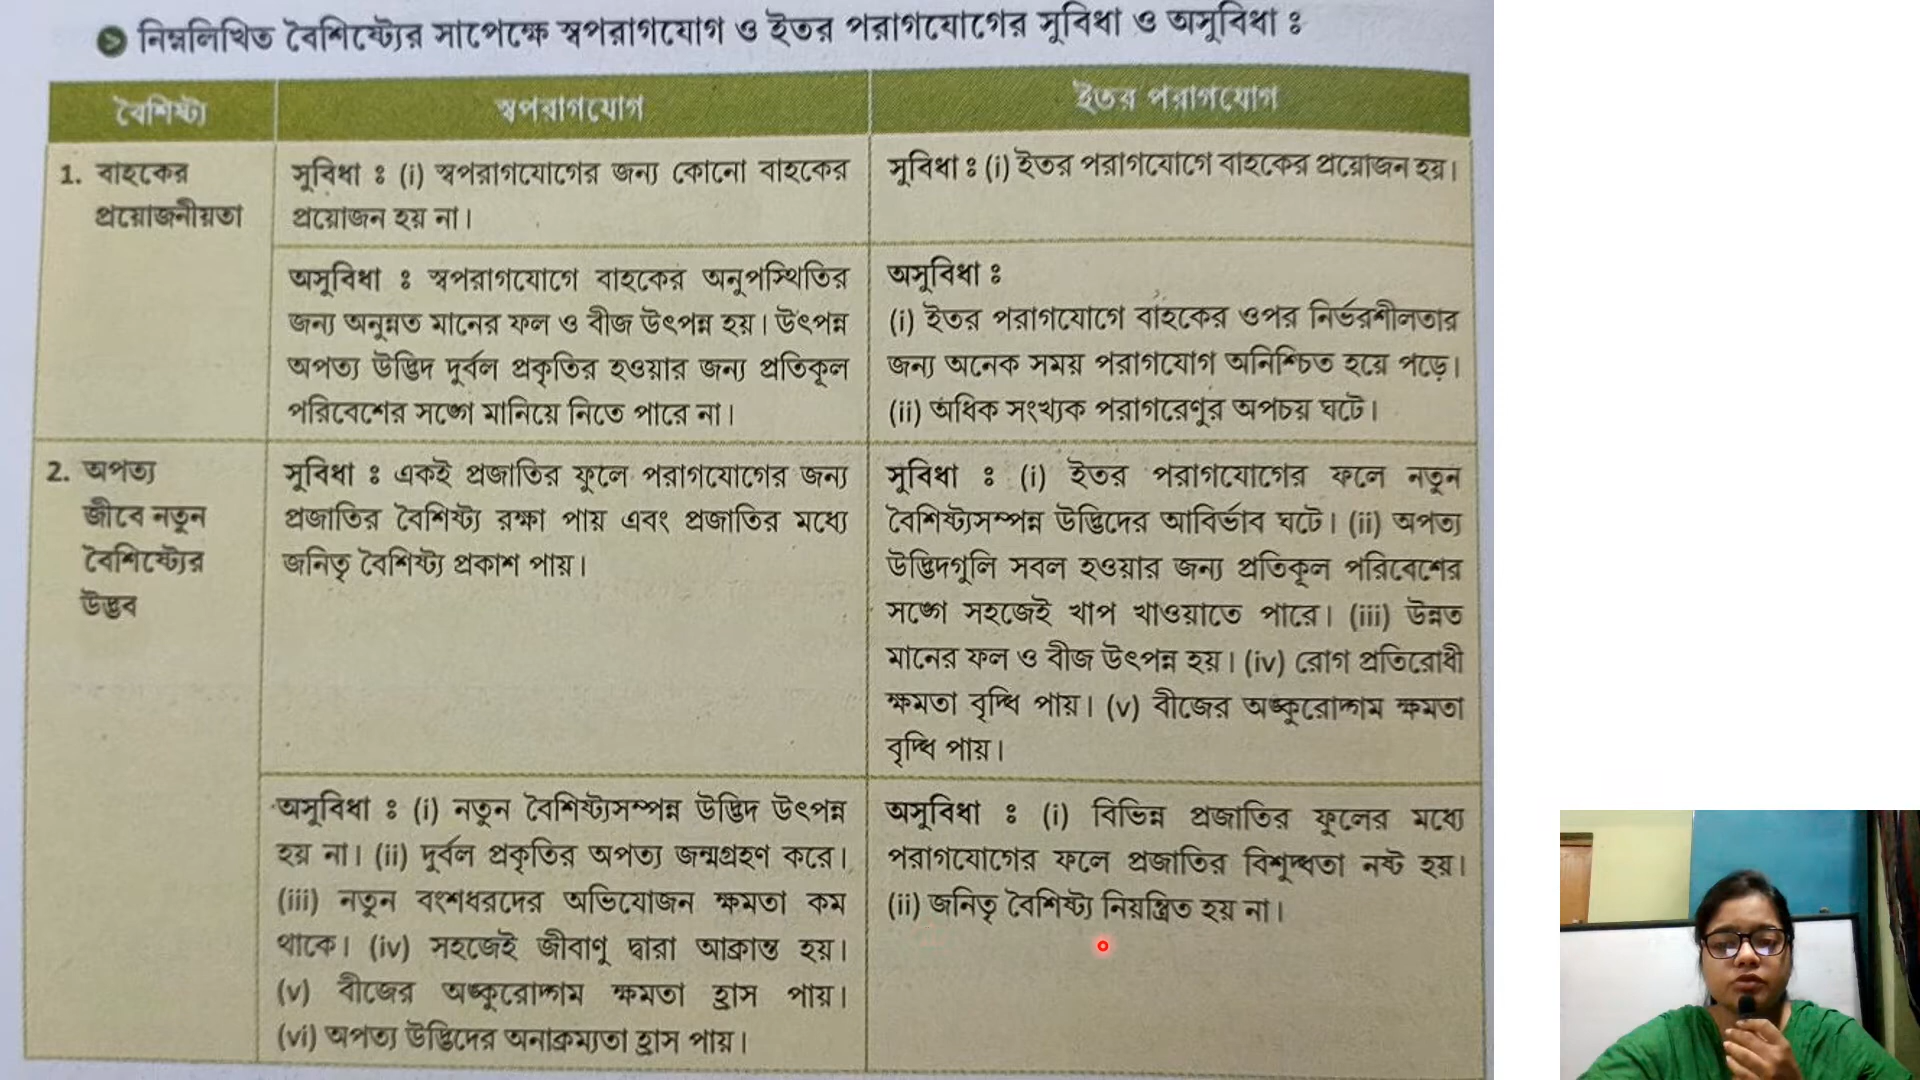 নিম্নলিখিত বৈশিষ্ট্যের সাপেক্ষে স্বপরাগযোগ ও ইতর পরাগযোগের সুবিধা ও অসুবিধা ঃ
বৈশিষ্ট্য
স্বপরাগযোগ
ইতর পরাগযোগ
1. বাহকের
প্রয়োজনীয়তা
সুবিধা ঃ (i) স্বপরাগযোগের জন্য কোনো বাহকের
প্রয়োজন হয় না।
সুবিধা ঃ (i) ইতর পরাগযোগে বাহকের প্রয়োজন হয়।
অসুবিধা ঃ স্বপরাগযোগে বাহকের অনুপস্থিতির
জন্য অনুন্নত মানের ফল ও বীজ উৎপন্ন হয়। উৎপন্ন
অপত্য উদ্ভিদ দুর্বল প্রকৃতির হওয়ার জন্য প্রতিকূল
পরিবেশের সঙ্গে মানিয়ে নিতে পারে না।
অসুবিধা ঃ
(i) ইতর পরাগযোগে বাহকের ওপর নির্ভরশীলতার
জন্য অনেক সময় পরাগযোগ অনিশ্চিত হয়ে পড়ে।
(ii) অধিক সংখ্যক পরাগরেণুর অপচয় ঘটে।
2. অপত্য
জীবে নতুন
বৈশিষ্ট্যের
উদ্ভব
সুবিধা ঃ একই প্রজাতির ফুলে পরাগযোগের জন্য
প্রজাতির বৈশিষ্ট্য রক্ষা পায় এবং প্রজাতির মধ্যে
জনিতৃ বৈশিষ্ট্য প্রকাশ পায়।
সুবিধা ঃ (i) ইতর পরাগযোগের ফলে নতুন
বৈশিষ্ট্যসম্পন্ন উদ্ভিদের আবির্ভাব ঘটে। (ii) অপত্য
উদ্ভিদগুলি সবল হওয়ার জন্য প্রতিকূল পরিবেশের
সঙ্গে সহজেই খাপ খাওয়াতে পারে। (iii) উন্নত
মানের ফল ও বীজ উৎপন্ন হয়। (iv) রোগ প্রতিরোধী
ক্ষমতা বৃদ্ধি পায়। (v) বীজের অঙ্কুরোদ্গম ক্ষমতা
বৃদ্ধি পায়।
অসুবিধা ঃ (i) নতুন বৈশিষ্ট্যসম্পন্ন উদ্ভিদ উৎপন্ন
হয় না। (ii) দুর্বল প্রকৃতির অপত্য জন্মগ্রহণ করে।
(iii) নতুন বংশধরদের অভিযোজন ক্ষমতা কম
থাকে। (iv) সহজেই জীবাণু দ্বারা আক্রান্ত হয়।
(v) বীজের অঙ্কুরোদ্গম ক্ষমতা হ্রাস পায়।
(vi) অপত্য উদ্ভিদের অনাক্রম্যতা হ্রাস পায়।
অসুবিধা ঃ (i) বিভিন্ন প্রজাতির ফুলের মধ্যে
পরাগযোগের ফলে প্রজাতির বিশুদ্ধতা নষ্ট হয়।
(ii) জনিতৃ বৈশিষ্ট্য নিয়ন্ত্রিত হয় না।